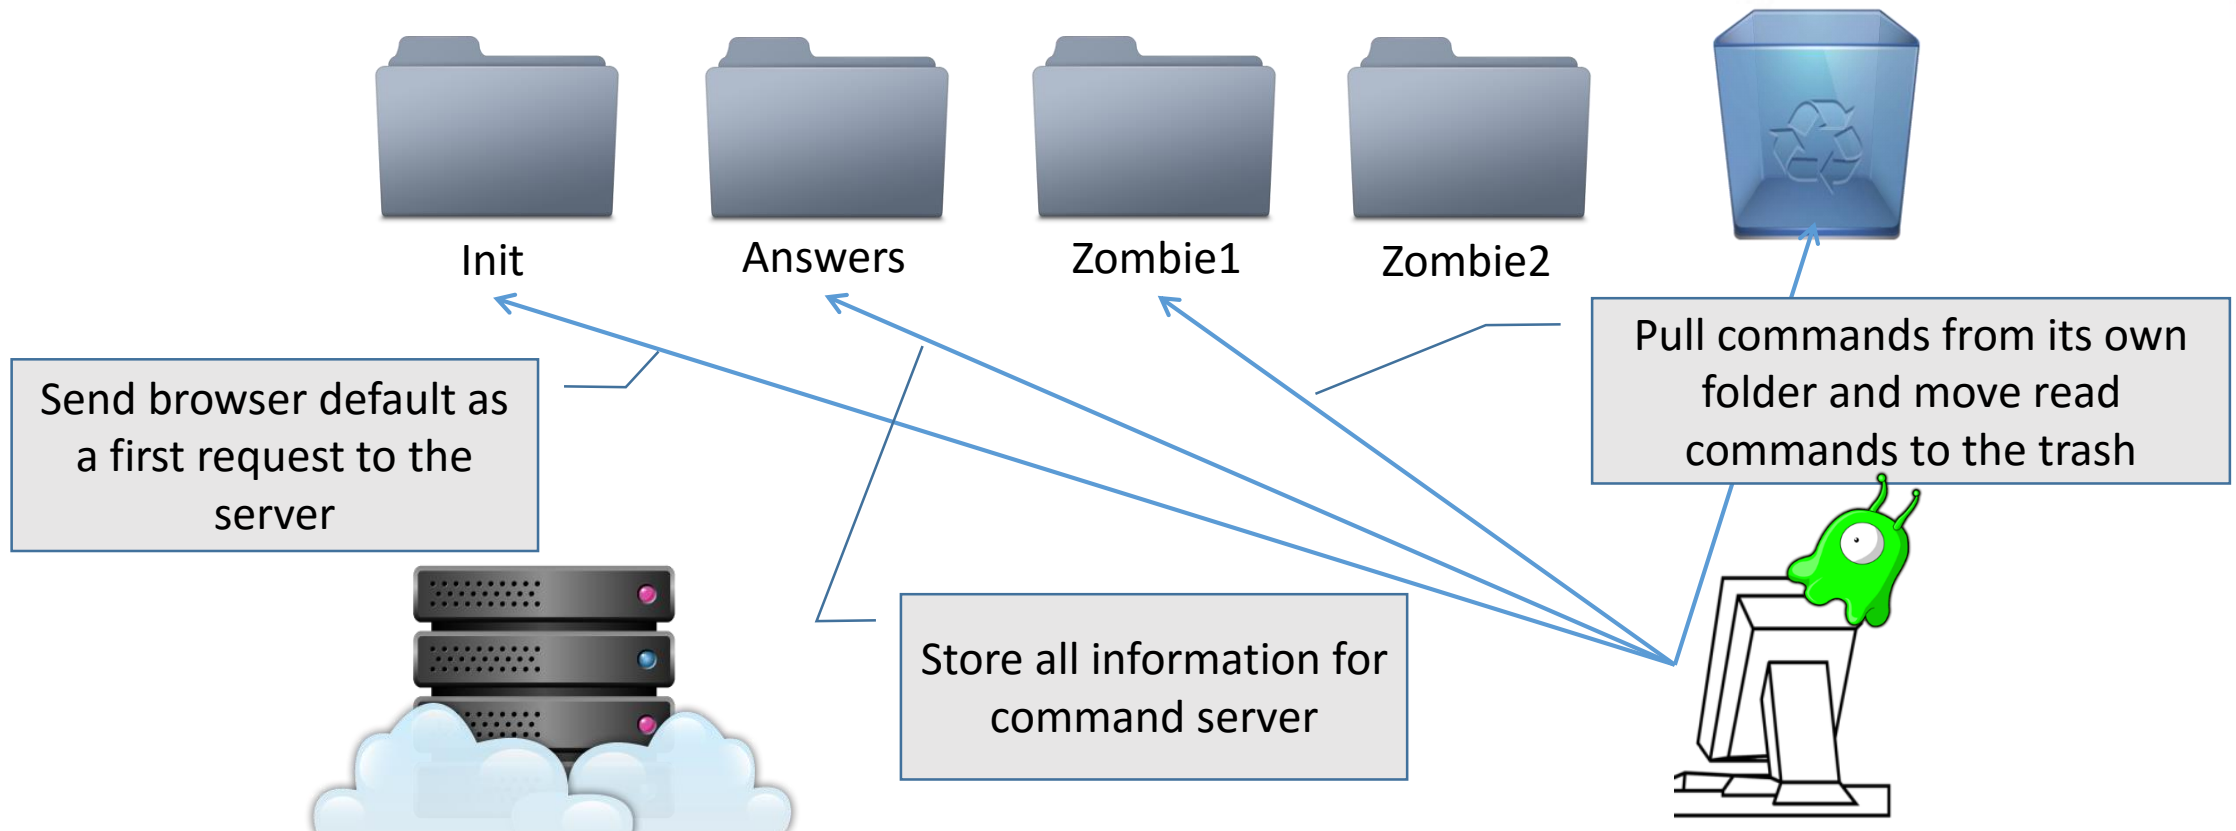 Init
Answers
Zombie1
Zombie2
Send browser default as
a first request to the
server
Pull commands from its own
folder and move read
commands to the trash
Store all information for
command server